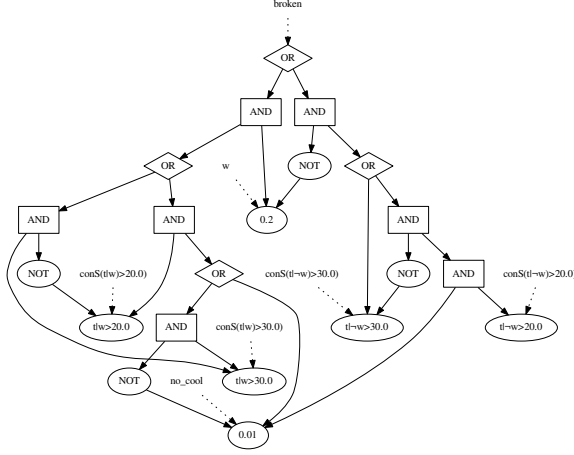 broken
OR
AND AND
OR w NOT OR
AND AND 0.2 AND
NOT conS(t|w)>20.0) OR conS(t|¬w)>30.0) NOT AND conS(t|¬w)>20.0)
t|w>20.0 AND conS(t|w)>30.0) t|¬w>30.0 t|¬w>20.0
NOT no_cool t|w>30.0
0.01